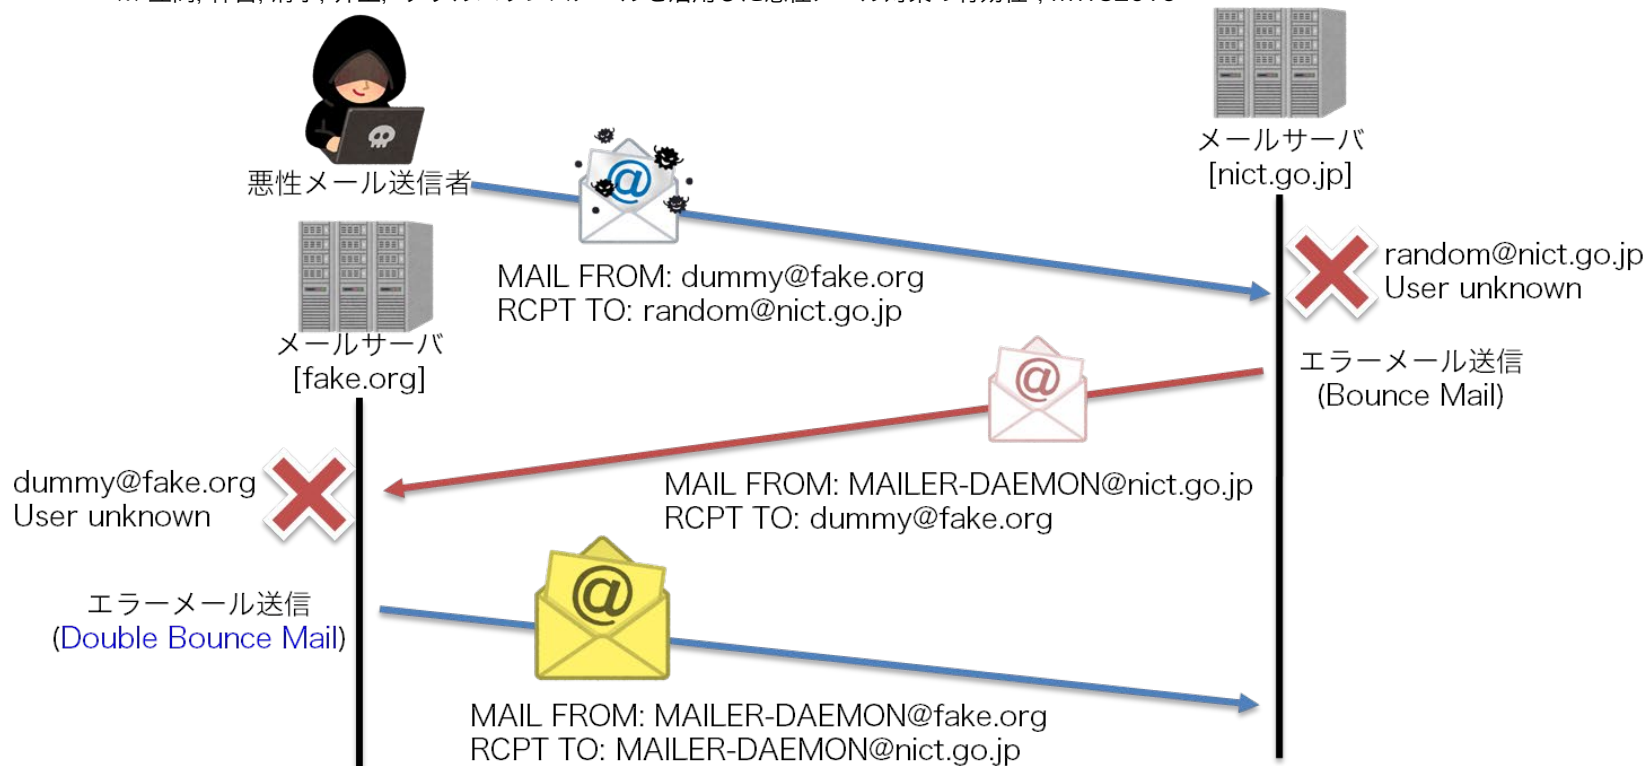 悪性メール送信者
メールサーバ
[nict.go.jp]
MAIL FROM: dummy@fake.org
RCPT TO: random@nict.go.jp
random@nict.go.jp
User unknown
メールサーバ
[fake.org]
エラーメール送信
(Bounce Mail)
dummy@fake.org
User unknown
MAIL FROM: MAILER-DAEMON@nict.go.jp
RCPT TO: dummy@fake.org
エラーメール送信
(Double Bounce Mail)
MAIL FROM: MAILER-DAEMON@fake.org
RCPT TO: MAILER-DAEMON@nict.go.jp